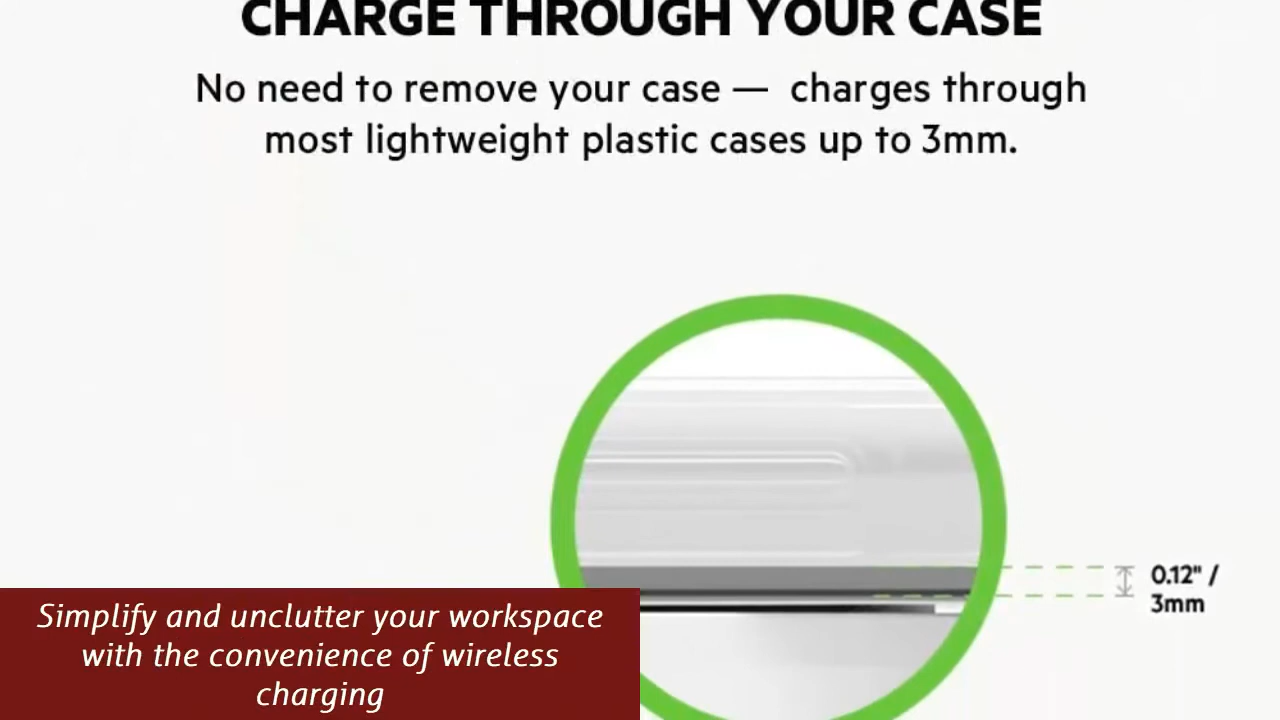 CHARGE THROUGH YOUR CASE
No need to remove your case — charges through
most lightweight plastic cases up to 3mm.
0.12" /
3mm
Simplify and unclutter your workspace
with the convenience of wireless
charging